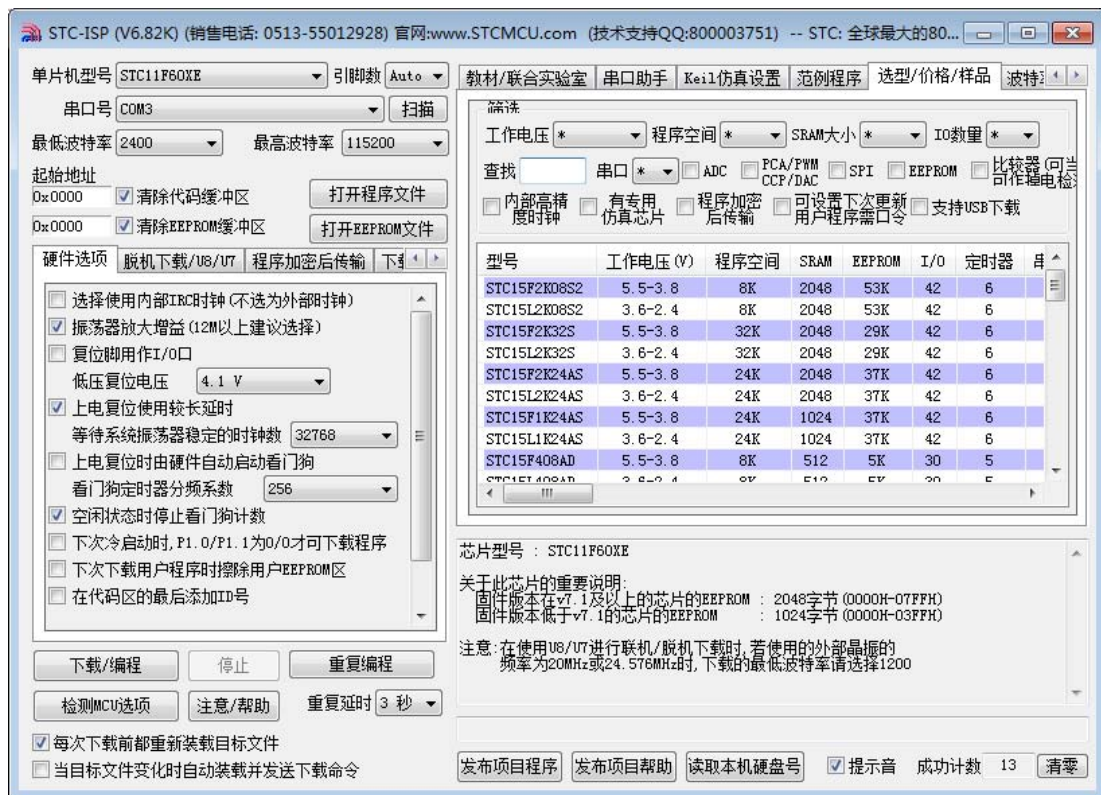 STC-ISP (V6.82K) (销售电话: 0513-55012928) 官网:www.STCMCU.com (技术支持QQ:800003751) -- STC: 全球最大的80...
单片机型号 STC11F60XE 引脚数 Auto
串口号 COM3 扫描
最低波特率 2400 最高波特率 115200
起始地址
0x0000 清除代码缓冲区 打开程序文件
0x0000 清除EEPROM缓冲区 打开EEPROM文件
硬件选项 脱机下载/U8/U7 程序加密后传输
选择使用内部IRC时钟(不选为外部时钟)
振荡器放大增益(12M以上建议选择)
复位脚用作I/O口
低压复位电压 4.1 V
上电复位使用较长延时
等待系统振荡器稳定的时钟数 32768
上电复位时由硬件自动启动看门狗
看门狗定时器分频系数 256
空闲状态时停止看门狗计数
下次冷启动时,P1.0/P1.1为0/0才可下载程序
下次下载用户程序时擦除用户EEPROM区
在代码区的最后添加ID号
下载/编程 停止 重复编程
检测MCU选项 注意/帮助 重复延时 3 秒
每次下载前都重新装载目标文件
当目标文件变化时自动装载并发送下载命令
教材/联合实验室 串口助手 Keil仿真设置 范例程序 选型/价格/样品 波特
筛选
工作电压 * 程序空间 * SRAM大小 * IO数量 *
查找 串口 * ADC PCA/PWM CCP/DAC SPI EEPROM 比较器(可当
内部高精度时钟 有专用仿真芯片 程序加密后传输 可设置下次更新用户程序需口令 支持USB下载
型号 工作电压(V) 程序空间 SRAM EEPROM I/O 定时器 串
STC15F2K08S2 5.5-3.8 8K 2048 53K 42 6
STC15L2K08S2 3.6-2.4 8K 2048 53K 42 6
STC15F2K32S 5.5-3.8 32K 2048 29K 42 6
STC15L2K32S 3.6-2.4 32K 2048 29K 42 6
STC15F2K24AS 5.5-3.8 24K 2048 37K 42 6
STC15L2K24AS 3.6-2.4 24K 2048 37K 42 6
STC15F1K24AS 5.5-3.8 24K 1024 37K 42 6
STC15L1K24AS 3.6-2.4 24K 1024 37K 42 6
STC15F408AD 5.5-3.8 8K 512 5K 30 5
芯片型号 : STC11F60XE
关于此芯片的重要说明:
固件版本在v7.1及以上的芯片的EEPROM : 2048字节(0000H-07FFH)
固件版本低于v7.1的芯片的EEPROM : 1024字节(0000H-03FFH)
注意:在使用U8/U7进行联机/脱机下载时,若使用的外部晶振的
频率为20MHz或24.576MHz时,下载的最低波特率请选择1200
发布项目程序 发布项目帮助 读取本机硬盘号 提示音 成功计数 13 清零